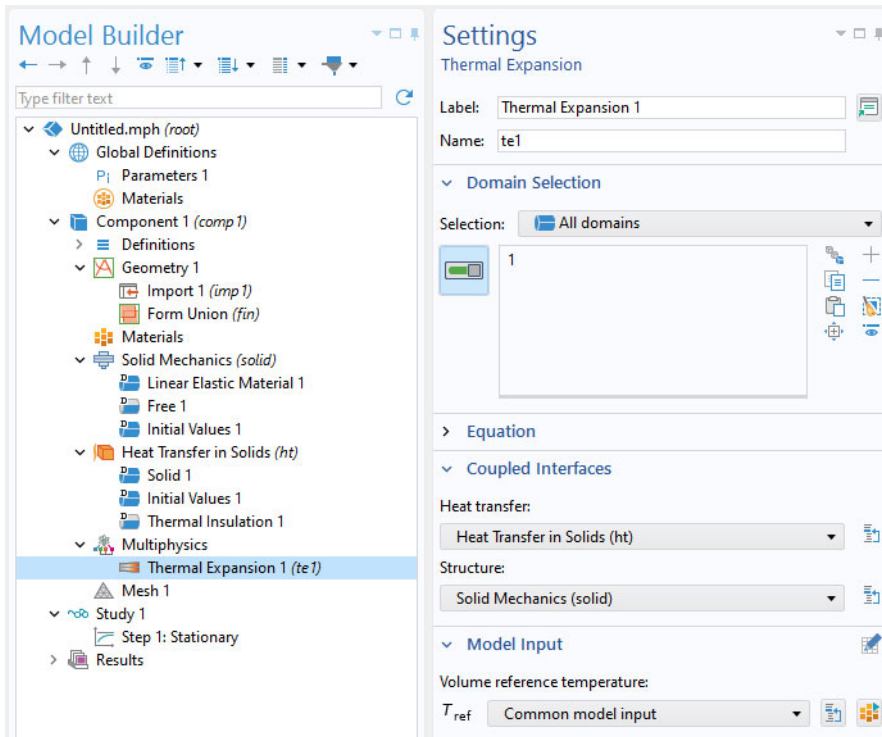 Model Builder
Type filter text
Untitled.mph (root)
Global Definitions
Pi Parameters 1
Materials
Component 1 (comp1)
Definitions
Geometry 1
Import 1 (imp1)
Form Union (fin)
Materials
Solid Mechanics (solid)
D Linear Elastic Material 1
D Free 1
D Initial Values 1
Heat Transfer in Solids (ht)
D Solid 1
D Initial Values 1
D Thermal Insulation 1
Multiphysics
Thermal Expansion 1 (te1)
Mesh 1
Study 1
Step 1: Stationary
Results
Settings
Thermal Expansion
Label: Thermal Expansion 1
Name: te1
Domain Selection
Selection: All domains
1
Equation
Coupled Interfaces
Heat transfer:
Heat Transfer in Solids (ht)
Structure:
Solid Mechanics (solid)
Model Input
Volume reference temperature:
Tref Common model input